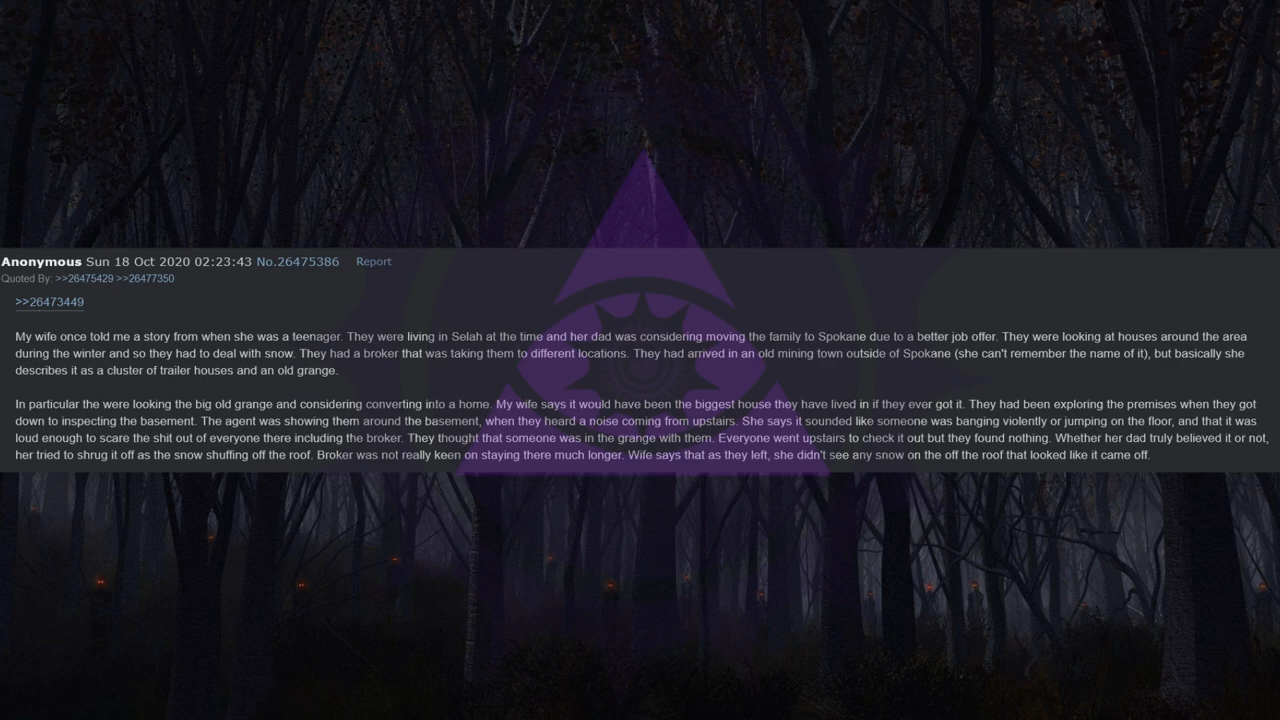 Anonymous Sun 18 Oct 2020 02:23:43 No.26475386 Report
Quoted By: >>26475429 >>26477350
>>26473449
My wife once told me a story from when she was a teenager. They were living in Selah at the time and her dad was considering moving the family to Spokane due to a better job offer. They were looking at houses around the area
during the winter and so they had to deal with snow. They had a broker that was taking them to different locations. They had arrived in an old mining town outside of Spokane (she can't remember the name of it), but basically she
describes it as a cluster of trailer houses and an old grange.
In particular the were looking the big old grange and considering converting into a home. My wife says it would have been the biggest house they have lived in if they ever got it. They had been exploring the premises when they got
down to inspecting the basement. The agent was showing them around the basement, when they heard a noise coming from upstairs. She says it sounded like someone was banging violently or jumping on the floor, and that it was
loud enough to scare the shit out of everyone there including the broker. They thought that someone was in the grange with them. Everyone went upstairs to check it out but they found nothing. Whether her dad truly believed it or not,
her tried to shrug it off as the snow shuffing off the roof. Broker was not really keen on staying there much longer. Wife says that as they left, she didn't see any snow on the off the roof that looked like it came off.